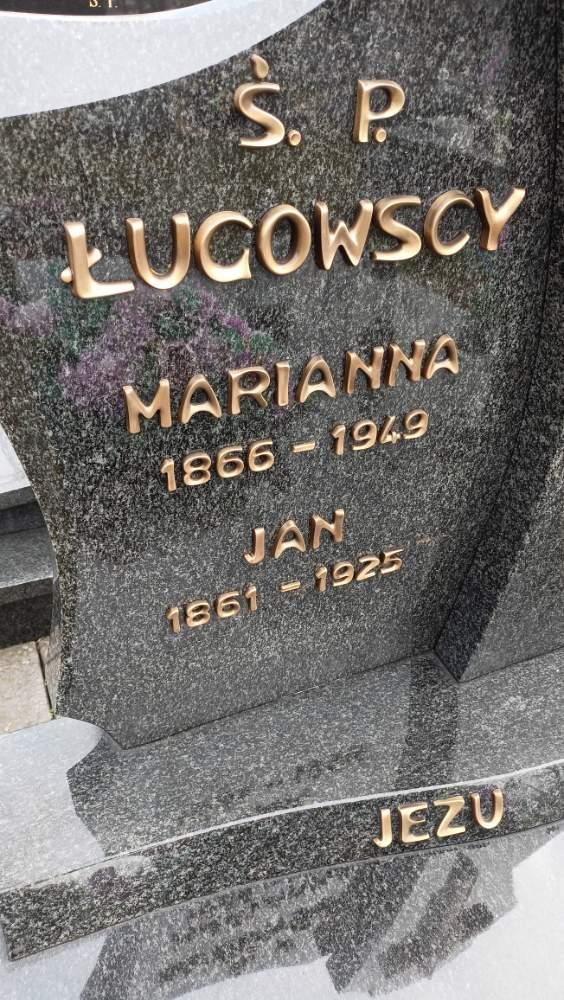 Ś. P.
Ś. P.
ŁUGOWSCY
MARIANNA
1866 - 1949
JAN
1861 - 1925
JEZU